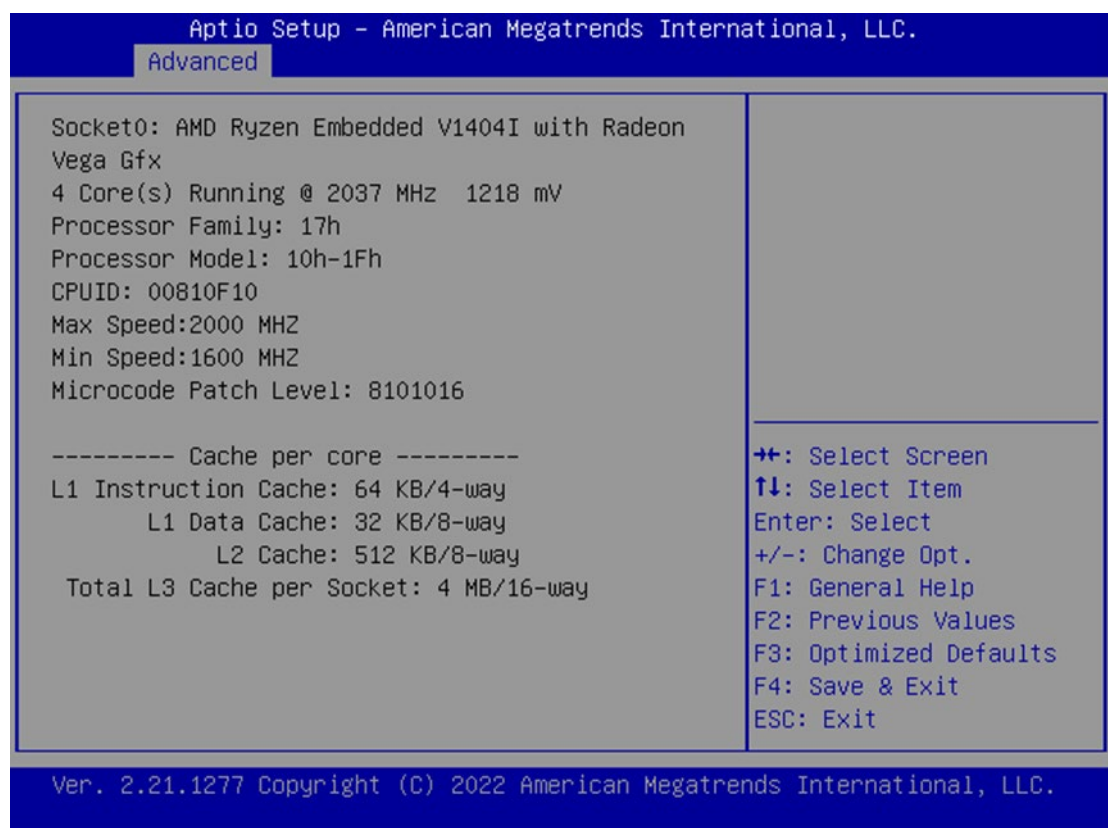 Aptio Setup – American Megatrends International, LLC.
Advanced
Socket0: AMD Ryzen Embedded V1404I with Radeon
Vega Gfx
4 Core(s) Running @ 2037 MHz  1218 mV
Processor Family: 17h
Processor Model: 10h-1Fh
CPUID: 00810F10
Max Speed:2000 MHZ
Min Speed:1600 MHZ
Microcode Patch Level: 8101016
--------- Cache per core ---------
L1 Instruction Cache: 64 KB/4-way
L1 Data Cache: 32 KB/8-way
L2 Cache: 512 KB/8-way
Total L3 Cache per Socket: 4 MB/16-way
→←: Select Screen
↑↓: Select Item
Enter: Select
+/-: Change Opt.
F1: General Help
F2: Previous Values
F3: Optimized Defaults
F4: Save & Exit
ESC: Exit
Ver. 2.21.1277 Copyright (C) 2022 American Megatrends International, LLC.